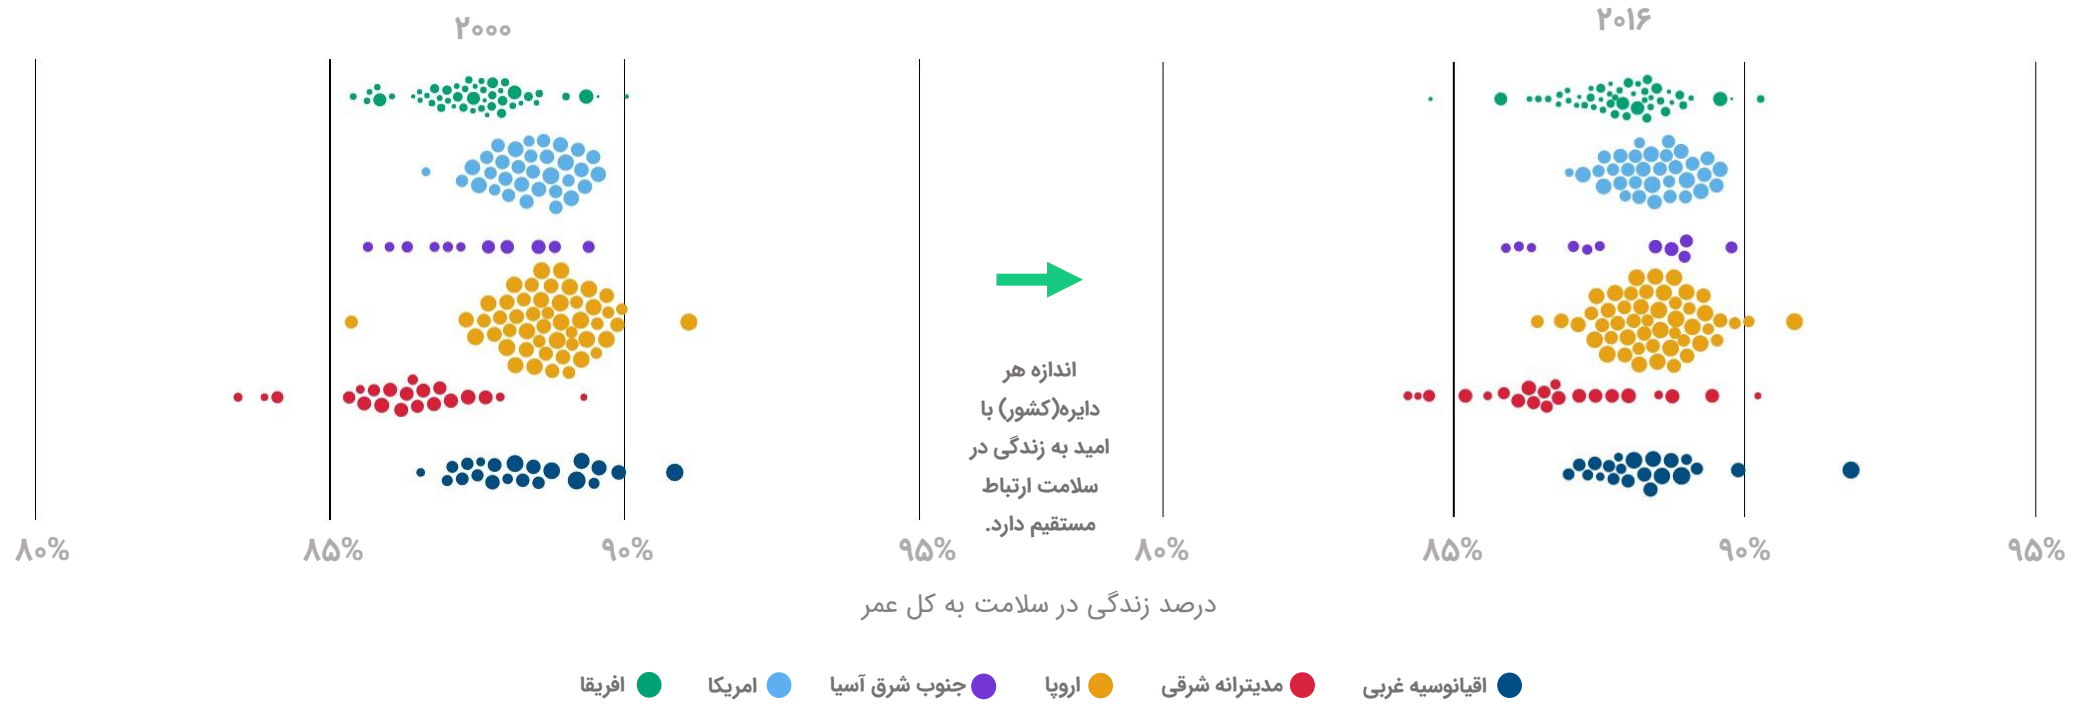 ۲۰۰۰
۲۰۱۶
اندازه هر
دایره(کشور) با
امید به زندگی در
سلامت ارتباط
مستقیم دارد.
۸۰%
۸۵%
۹۰%
۹۵%
۸۰%
۸۵%
۹۰%
۹۵%
درصد زندگی در سلامت به کل عمر
افریقا
امریکا
جنوب شرق آسیا
اروپا
مدیترانه شرقی
اقیانوسیه غربی